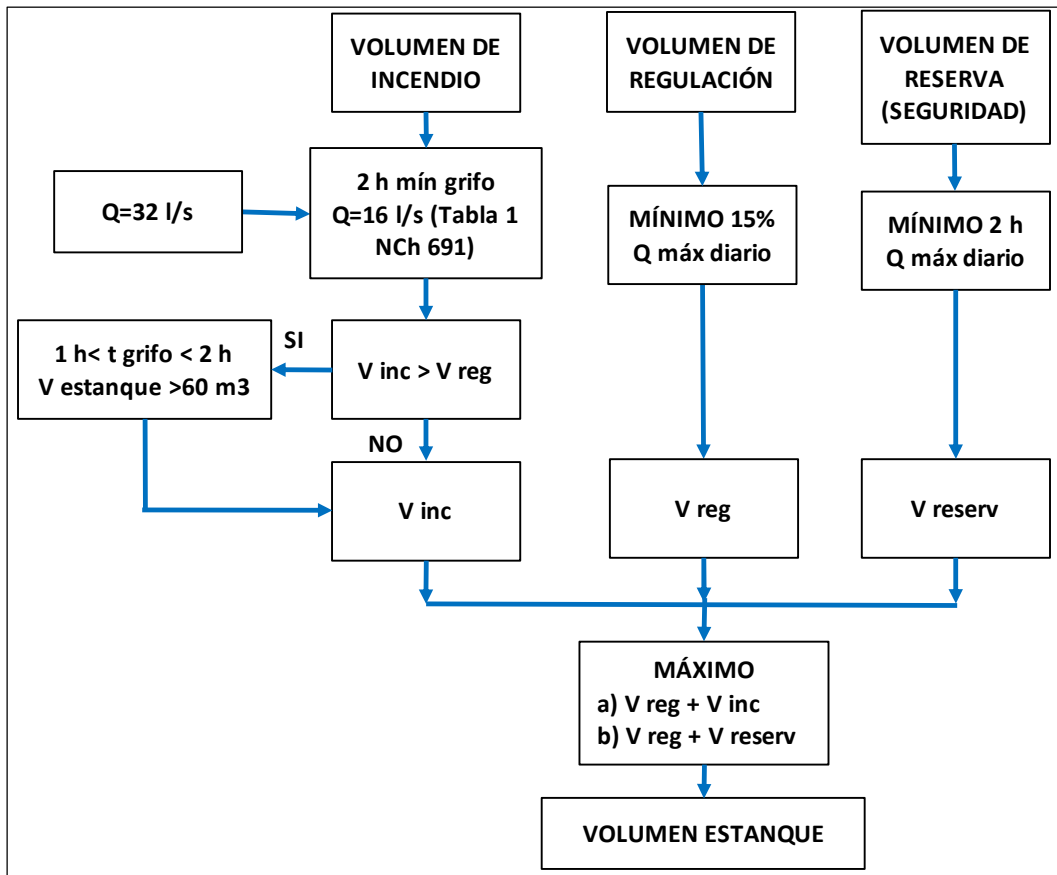 VOLUMEN DE
INCENDIO
VOLUMEN DE
REGULACIÓN
VOLUMEN DE
RESERVA
(SEGURIDAD)
Q=32 l/s
2 h mín grifo
Q=16 l/s (Tabla 1
NCh 691)
MÍNIMO 15%
Q máx diario
MÍNIMO 2 h
Q máx diario
1 h< t grifo < 2 h
V estanque >60 m3
SI
V inc > V reg
NO
V inc
V reg
V reserv
MÁXIMO
a) V reg + V inc
b) V reg + V reserv
VOLUMEN ESTANQUE